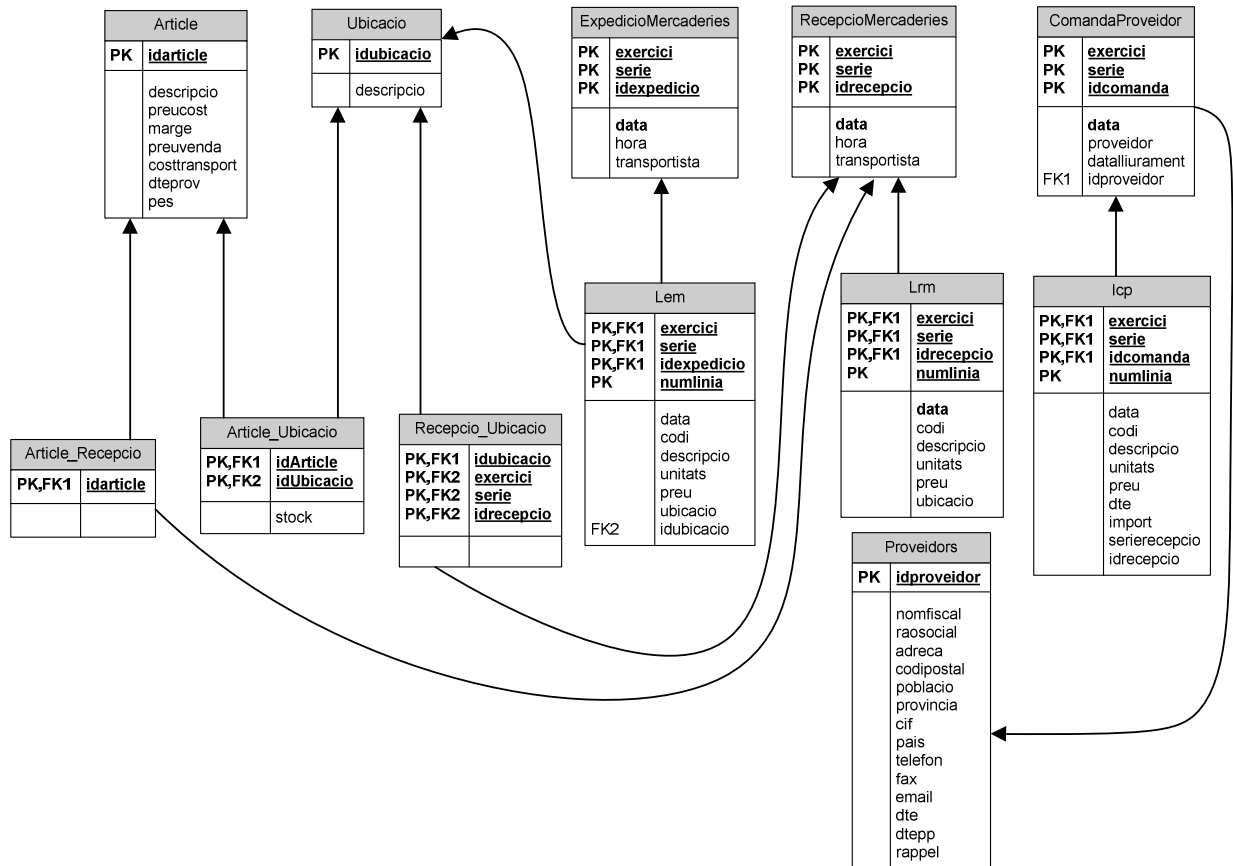 Article
PK idarticle
descripcio
preucost
marge
preuvenda
costtransport
dteprov
pes
Ubicacio
PK idubicacio
descripcio
ExpedicioMercaderies
PK exercici
PK serie
PK idexpedicio
data
hora
transportista
RecepcioMercaderies
PK exercici
PK serie
PK idrecepcio
data
hora
transportista
ComandaProveidor
PK exercici
PK serie
PK idcomanda
data
proveidor
datalliurament
FK1 idproveidor
Article_Recepcio
PK,FK1 idarticle
Article_Ubicacio
PK,FK1 idArticle
PK,FK2 idUbicacio
stock
Recepcio_Ubicacio
PK,FK1 idubicacio
PK,FK2 exercici
PK,FK2 serie
PK,FK2 idrecepcio
Lem
PK,FK1 exercici
PK,FK1 serie
PK,FK1 idexpedicio
PK numlinia
data
codi
descripcio
unitats
preu
ubicacio
FK2 idubicacio
Lrm
PK,FK1 exercici
PK,FK1 serie
PK,FK1 idrecepcio
PK numlinia
data
codi
descripcio
unitats
preu
ubicacio
lcp
PK,FK1 exercici
PK,FK1 serie
PK,FK1 idcomanda
PK numlinia
data
codi
descripcio
unitats
preu
dte
import
serierecepcio
idrecepcio
Proveidors
PK idproveidor
nomfiscal
raosocial
adreca
codipostal
poblacio
provincia
cif
pais
telefon
fax
email
dte
dtepp
rappel